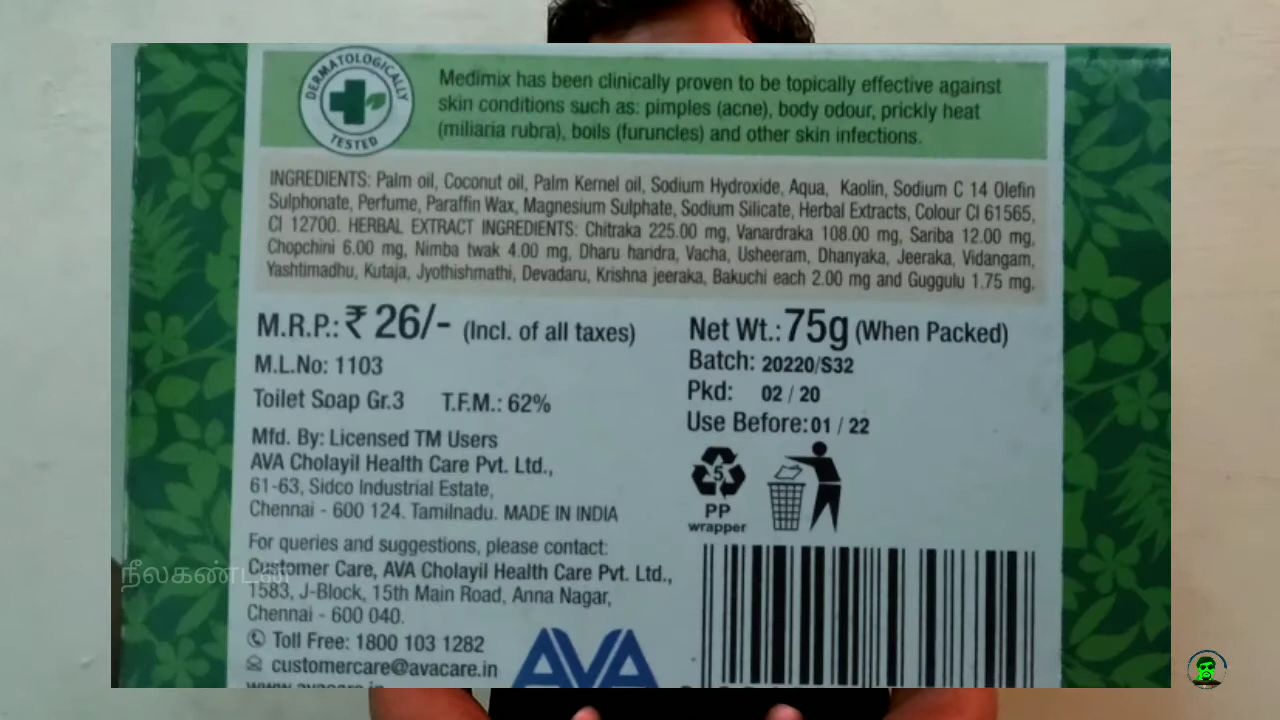 DERMATOLOGICALLY
TESTED
Medimix has been clinically proven to be topically effective against
skin conditions such as: pimples (acne), body odour, prickly heat
(miliaria rubra), boils (furuncles) and other skin infections.
INGREDIENTS: Palm oil, Coconut oil, Palm Kernel oil, Sodium Hydroxide, Aqua, Kaolin, Sodium C 14 Olefin
Sulphonate, Perfume, Paraffin Wax, Magnesium Sulphate, Sodium Silicate, Herbal Extracts, Colour CI 61565,
CI 12700. HERBAL EXTRACT INGREDIENTS: Chitraka 225.00 mg, Vanardraka 108.00 mg, Sariba 12.00 mg,
Chopchini 6.00 mg, Nimba twak 4.00 mg, Dharu haridra, Vacha, Usheeram, Dhanyaka, Jeeraka, Vidangam,
Yashtimadhu, Kutaja, Jyothishmathi, Devadaru, Krishna jeeraka, Bakuchi each 2.00 mg and Guggulu 1.75 mg.
M.R.P.: ₹ 26/- (Incl. of all taxes)
M.L.No: 1103
Toilet Soap Gr.3 T.F.M.: 62%
Mfd. By: Licensed TM Users
AVA Cholayil Health Care Pvt. Ltd.,
61-63, Sidco Industrial Estate,
Chennai - 600 124. Tamilnadu. MADE IN INDIA
For queries and suggestions, please contact:
Customer Care, AVA Cholayil Health Care Pvt. Ltd.,
1583, J-Block, 15th Main Road, Anna Nagar,
Chennai - 600 040.
Toll Free: 1800 103 1282
customercare@avacare.in
www.avacare.in
Net Wt.: 75g (When Packed)
Batch: 20220/S32
Pkd: 02 / 20
Use Before: 01 / 22
5
PP
wrapper
AVA
நீலகண்டன்